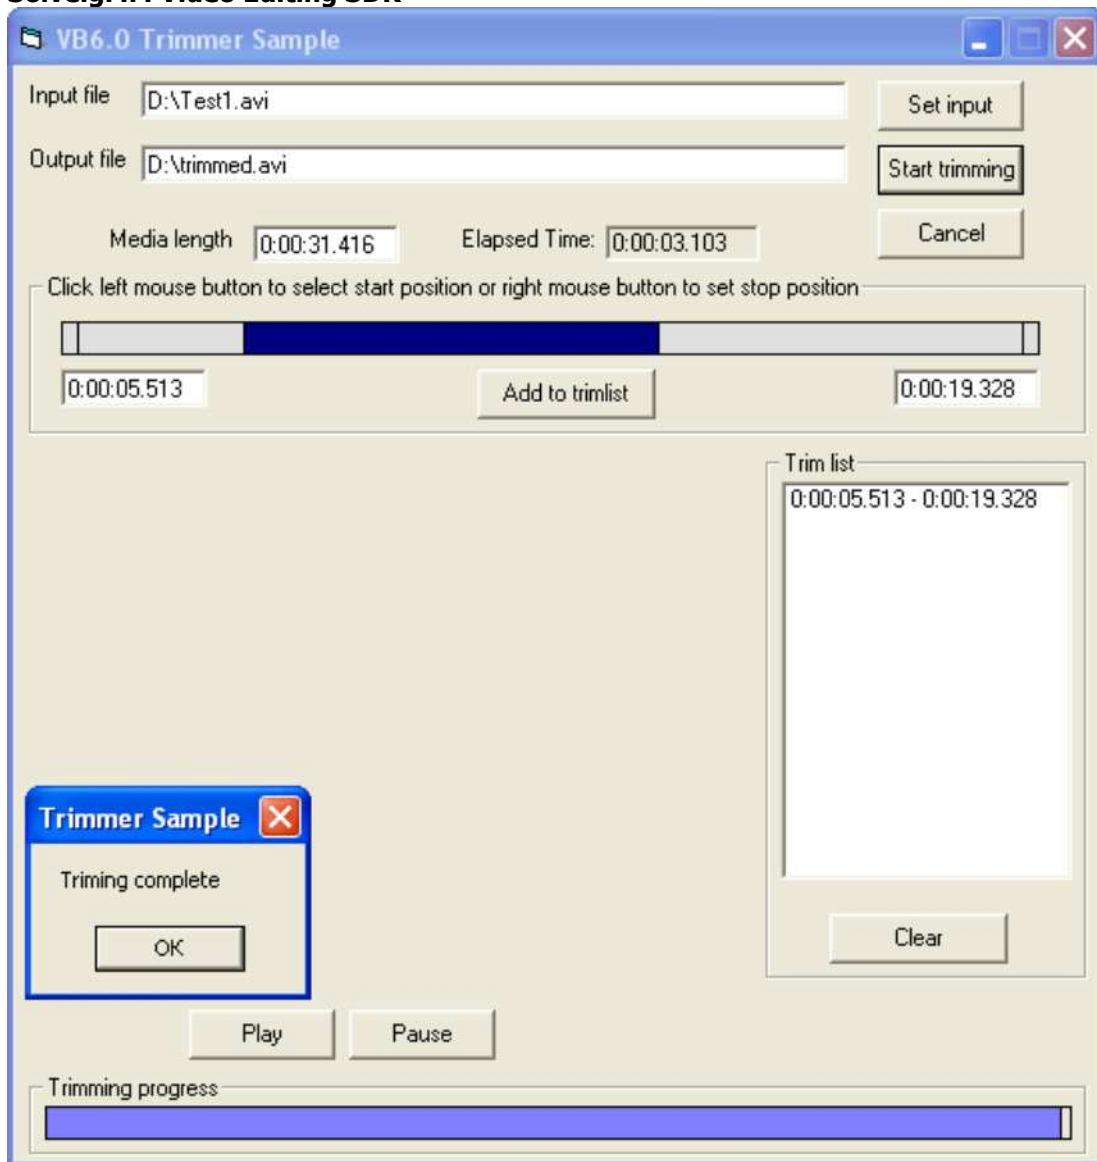 VB6.0 Trimmer Sample
Input file D:\Test1.avi Set input
Output file D:\trimmed.avi Start trimming
Media length 0:00:31.416 Elapsed Time: 0:00:03.103 Cancel
Click left mouse button to select start position or right mouse button to set stop position
0:00:05.513 Add to trimlist 0:00:19.328
Trim list
0:00:05.513 - 0:00:19.328
Trimmer Sample
Triming complete
OK
Clear
Play Pause
Trimming progress